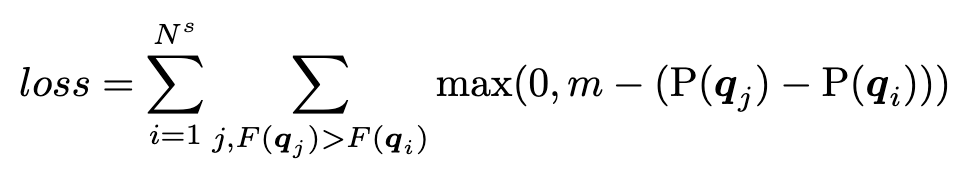 loss = \sum_{i=1}^{N^s} \sum_{j, F(\boldsymbol{q}_j) > F(\boldsymbol{q}_i)} \max(0, m - (\mathrm{P}(\boldsymbol{q}_j) - \mathrm{P}(\boldsymbol{q}_i)))